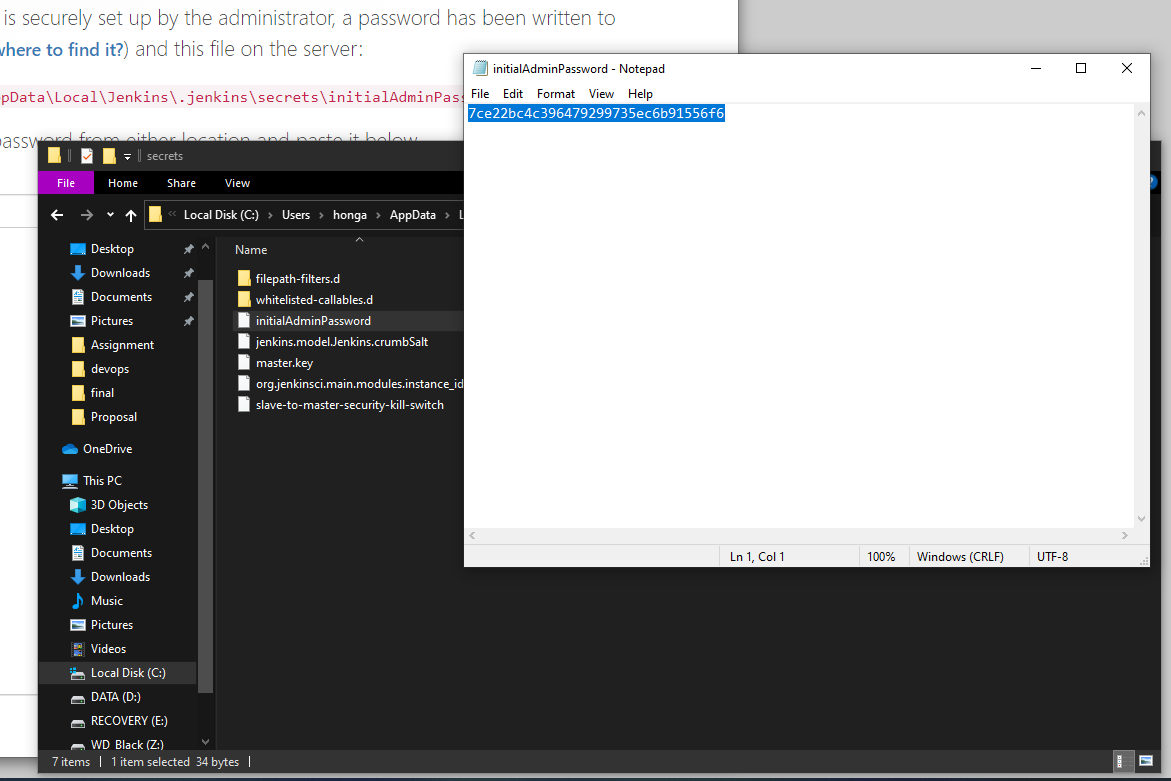 is securely set up by the administrator, a password has been written to
where to find it?) and this file on the server:
ppData\Local\Jenkins\.jenkins\secrets\initialAdminPass
password from either location and paste it below.
initialAdminPassword - Notepad
File Edit Format View Help
7ce22bc4c396479299735ec6b91556f6
Ln 1, Col 1 100% Windows (CRLF) UTF-8
secrets
File Home Share View
Local Disk (C:) Users honga AppData L
Desktop
Downloads
Documents
Pictures
Assignment
devops
final
Proposal
OneDrive
This PC
3D Objects
Desktop
Documents
Downloads
Music
Pictures
Videos
Local Disk (C:)
DATA (D:)
RECOVERY (E:)
WD_Black (Z:)
Name
filepath-filters.d
whitelisted-callables.d
initialAdminPassword
jenkins.model.Jenkins.crumbSalt
master.key
org.jenkinsci.main.modules.instance_id
slave-to-master-security-kill-switch
7 items 1 item selected 34 bytes